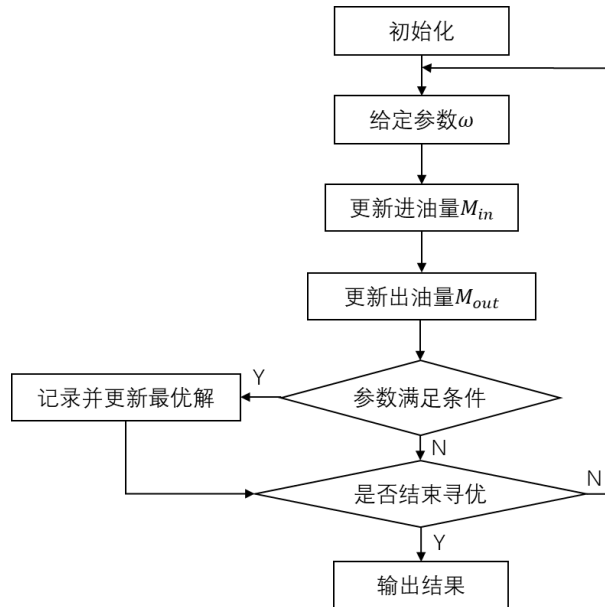 初始化
给定参数ω
更新进油量M_in
更新出油量M_out
Y
记录并更新最优解
参数满足条件
N
是否结束寻优
N
Y
输出结果